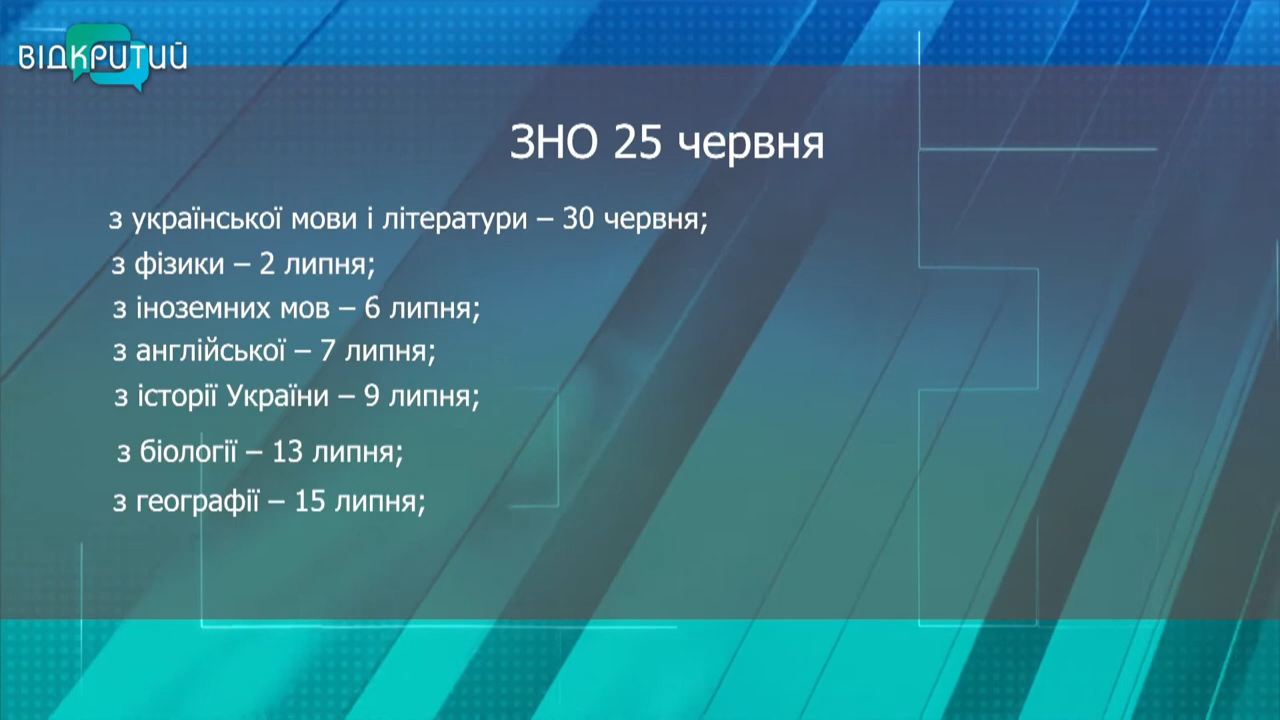 ВІДКРИТИЙ
ЗНО 25 червня
з української мови і літератури – 30 червня;
з фізики – 2 липня;
з іноземних мов – 6 липня;
з англійської – 7 липня;
з історії України – 9 липня;
з біології – 13 липня;
з географії – 15 липня;